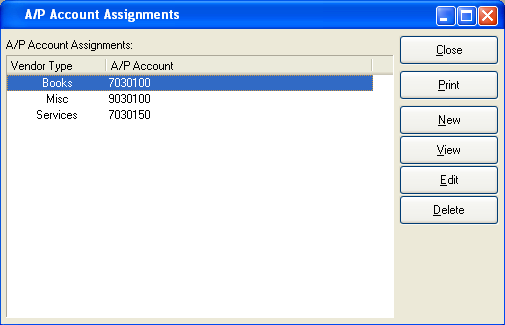 A/P Account Assignments
A/P Account Assignments:
Vendor Type A/P Account
Books 7030100
Misc 9030100
Services 7030150
Close
Print
New
View
Edit
Delete